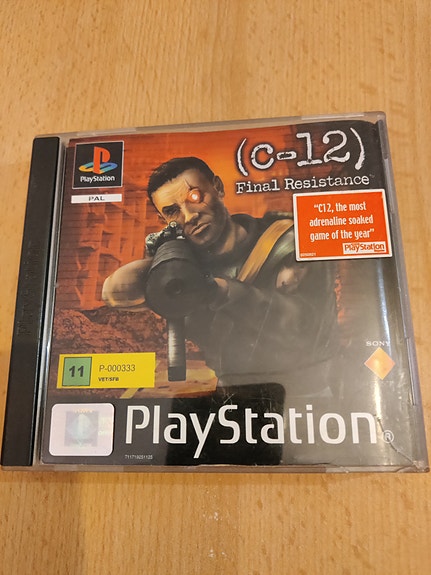 PlayStation
PAL
(C-12)
Final Resistance™
"C12, the most
adrenaline soaked
game of the year"
PlayStation
SONY
11
P-000333
VET/SFB
PlayStation®